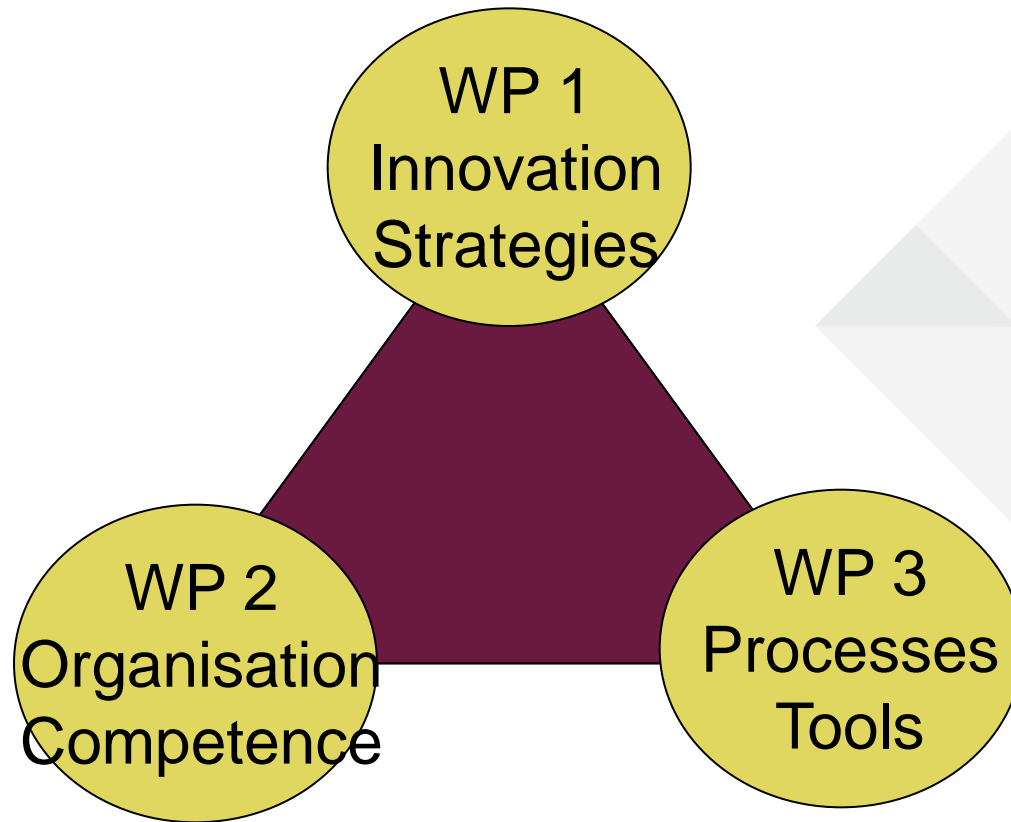 WP 1
Innovation
Strategies
WP 2
Organisation
Competence
WP 3
Processes
Tools